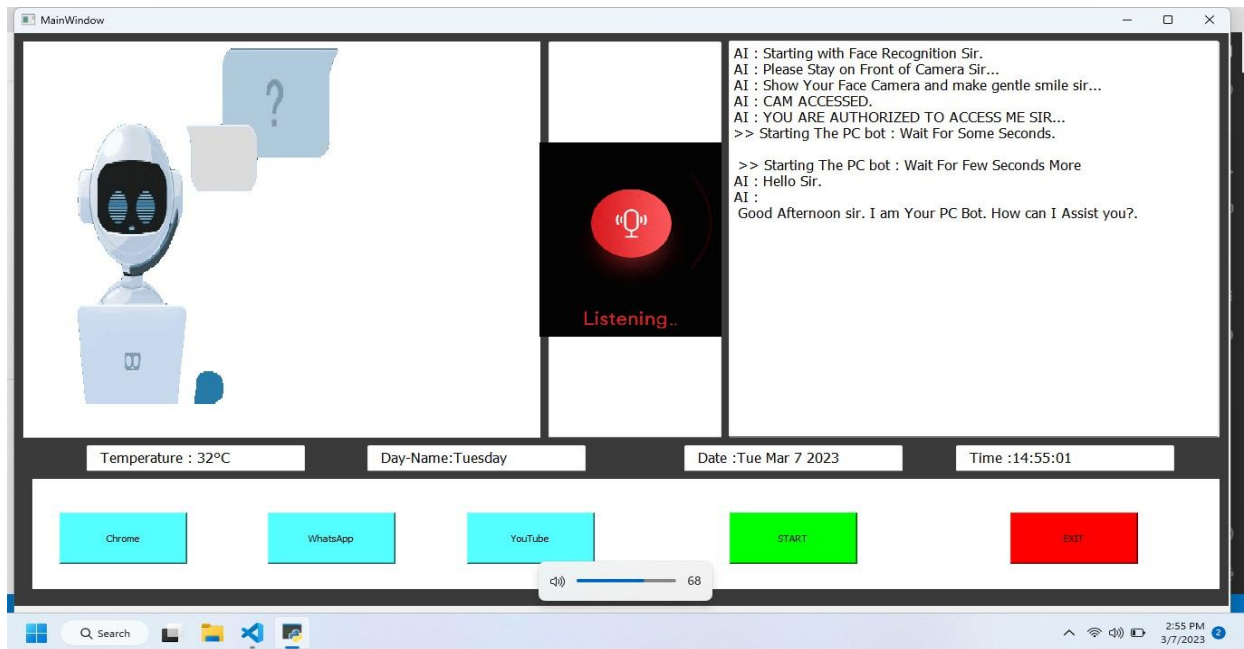 MainWindow
?
Listening..
AI : Starting with Face Recognition Sir.
AI : Please Stay on Front of Camera Sir...
AI : Show Your Face Camera and make gentle smile sir...
AI : CAM ACCESSED.
AI : YOU ARE AUTHORIZED TO ACCESS ME SIR...
>> Starting The PC bot : Wait For Some Seconds.
>> Starting The PC bot : Wait For Few Seconds More
AI : Hello Sir.
AI :
Good Afternoon sir. I am Your PC Bot. How can I Assist you?.
Temperature : 32°C
Day-Name:Tuesday
Date :Tue Mar 7 2023
Time :14:55:01
Chrome
WhatsApp
YouTube
START
EXIT
68
Search
2:55 PM
3/7/2023
2